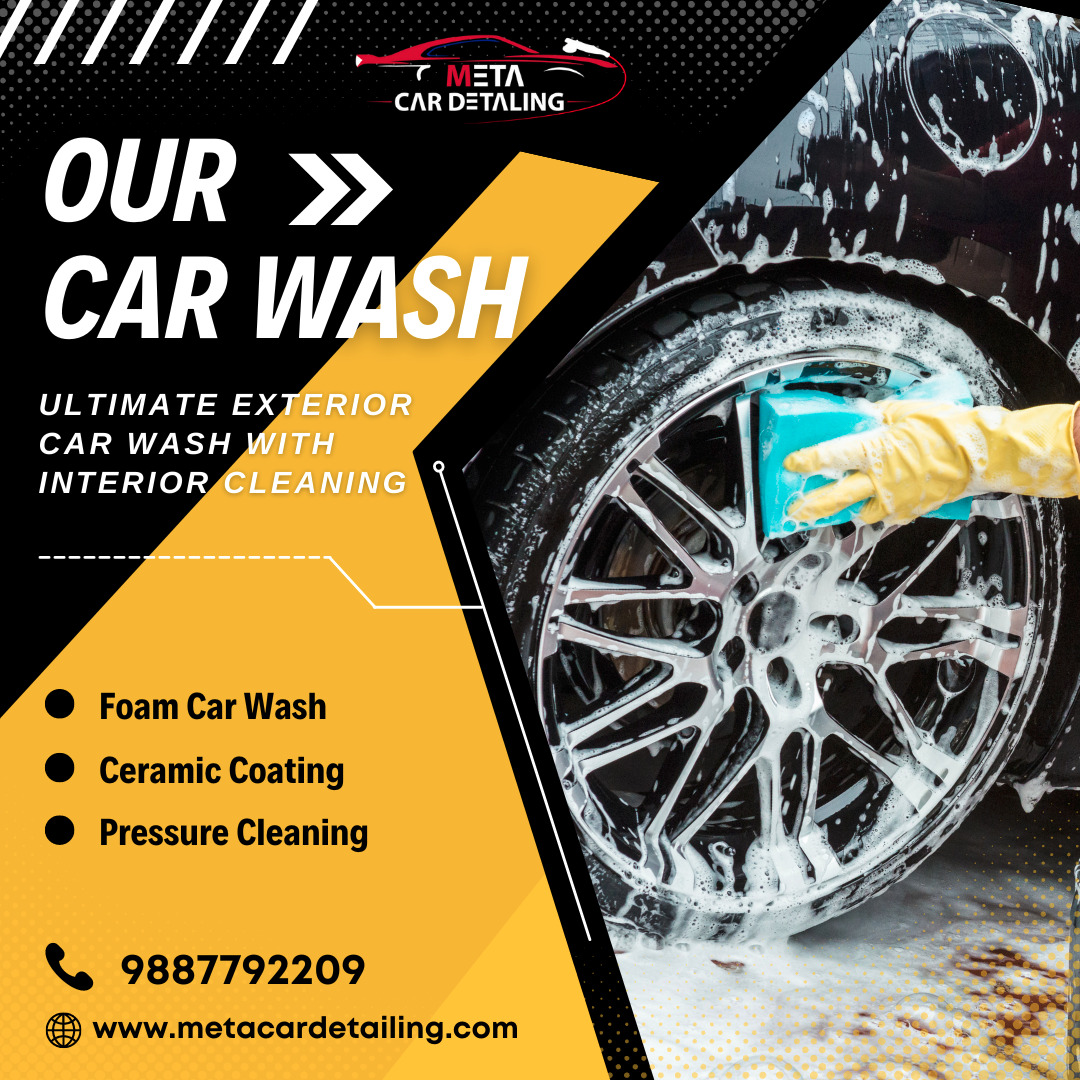 META
CAR DETALING
OUR
CAR WASH
ULTIMATE EXTERIOR
CAR WASH WITH
INTERIOR CLEANING
Foam Car Wash
Ceramic Coating
Pressure Cleaning
9887792209
www.metacardetailing.com